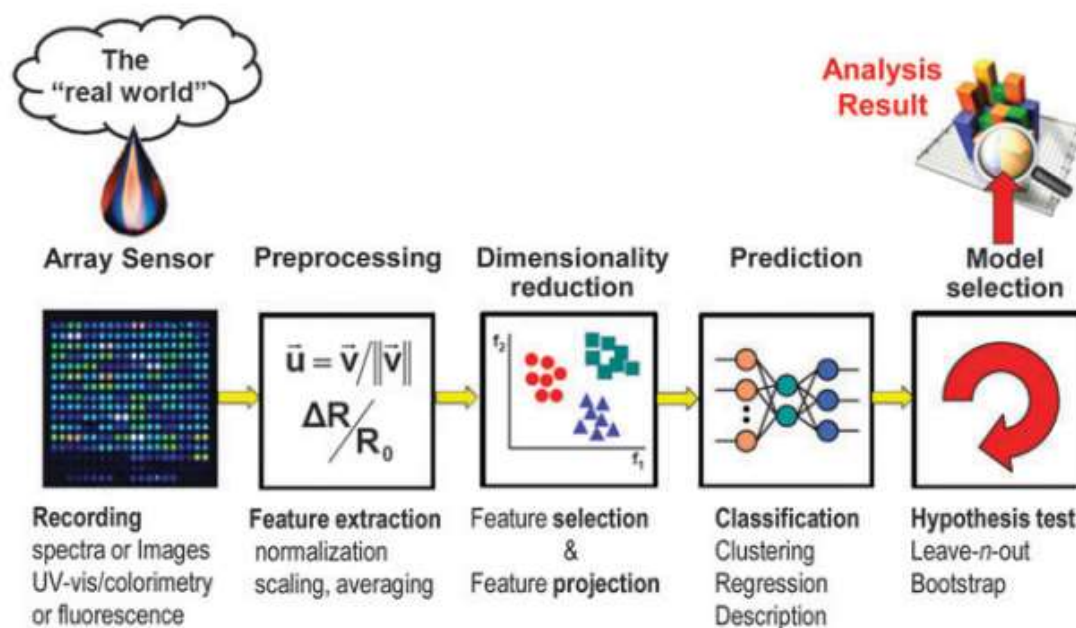 The
“real world”
Analysis
Result
Array Sensor
Preprocessing
Dimensionality
reduction
Prediction
Model
selection
u⃗ = v⃗/‖v⃗‖
ΔR/R₀
f₂
f₁
Recording
spectra or Images
UV-vis/colorimetry
or fluorescence
Feature extraction
normalization
scaling, averaging
Feature selection
&
Feature projection
Classification
Clustering
Regression
Description
Hypothesis test
Leave-n-out
Bootstrap